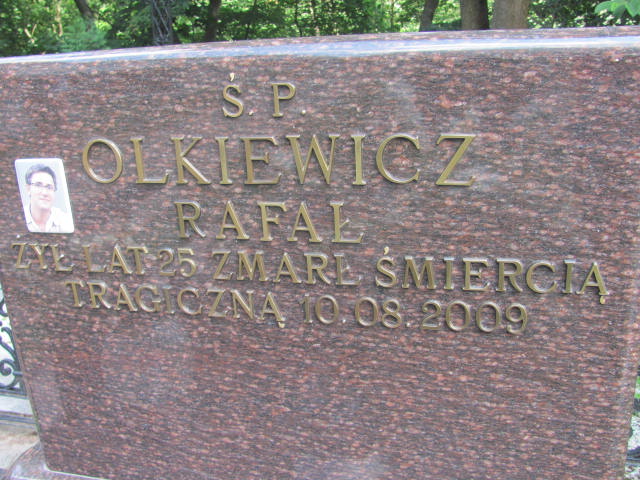 Ś. P.
OLKIEWICZ
RAFAŁ
ŻYŁ LAT 25 ZMARŁ ŚMIERCIĄ
TRAGICZNĄ 10.08.2009